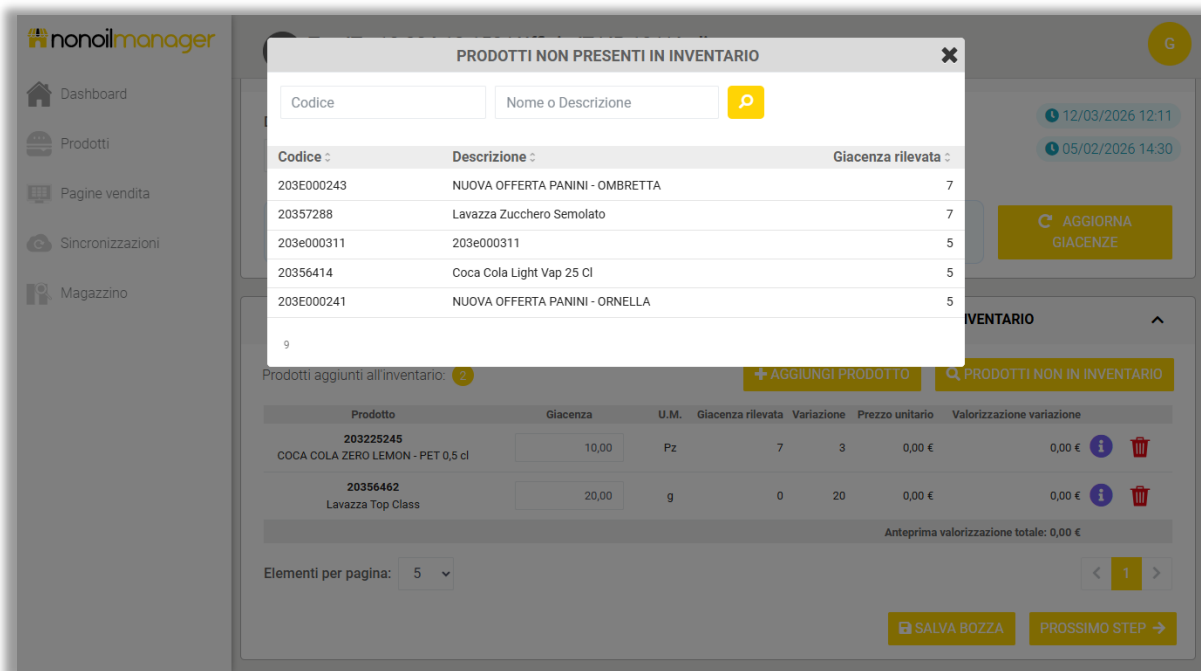 nonoilmanager
G
PRODOTTI NON PRESENTI IN INVENTARIO
Dashboard
Prodotti
Pagine vendita
Sincronizzazioni
Magazzino
Codice
Nome o Descrizione
12/03/2026 12:11
05/02/2026 14:30
Codice Descrizione Giacenza rilevata
203E000243 NUOVA OFFERTA PANINI - OMBRETTA 7
20357288 Lavazza Zucchero Semolato 7
203e000311 203e000311 5
20356414 Coca Cola Light Vap 25 Cl 5
203E000241 NUOVA OFFERTA PANINI - ORNELLA 5
9
AGGIORNA
GIACENZE
NVENTARIO
Prodotti aggiunti all'inventario: 2
AGGIUNGI PRODOTTO
PRODOTTI NON IN INVENTARIO
Prodotto Giacenza U.M. Giacenza rilevata Variazione Prezzo unitario Valorizzazione variazione
203225245
COCA COLA ZERO LEMON - PET 0,5 cl
10,00 Pz 7 3 0,00 € 0,00 €
20356462
Lavazza Top Class
20,00 g 0 20 0,00 € 0,00 €
Anteprima valorizzazione totale: 0,00 €
Elementi per pagina: 5
< 1 >
SALVA BOZZA
PROSSIMO STEP